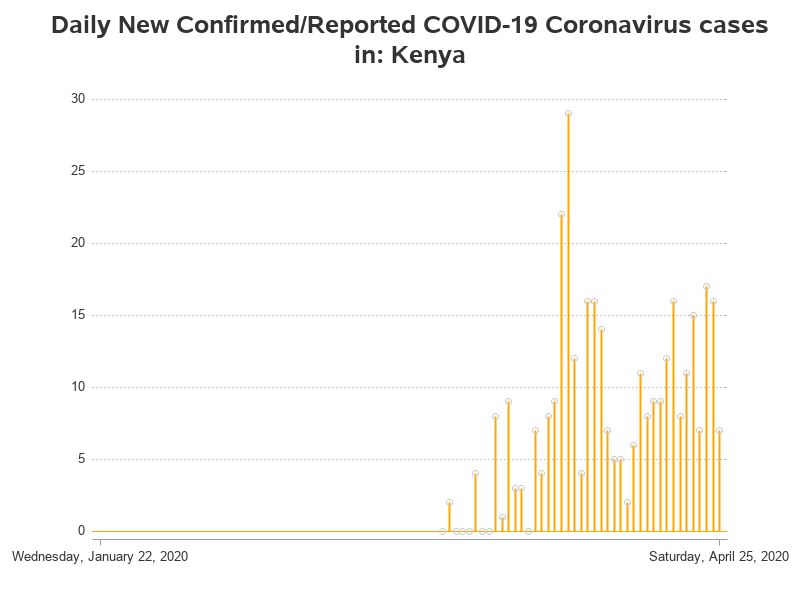 Daily New Confirmed/Reported COVID-19 Coronavirus cases
in: Kenya
30
25
20
15
10
5
0
Wednesday, January 22, 2020
Saturday, April 25, 2020